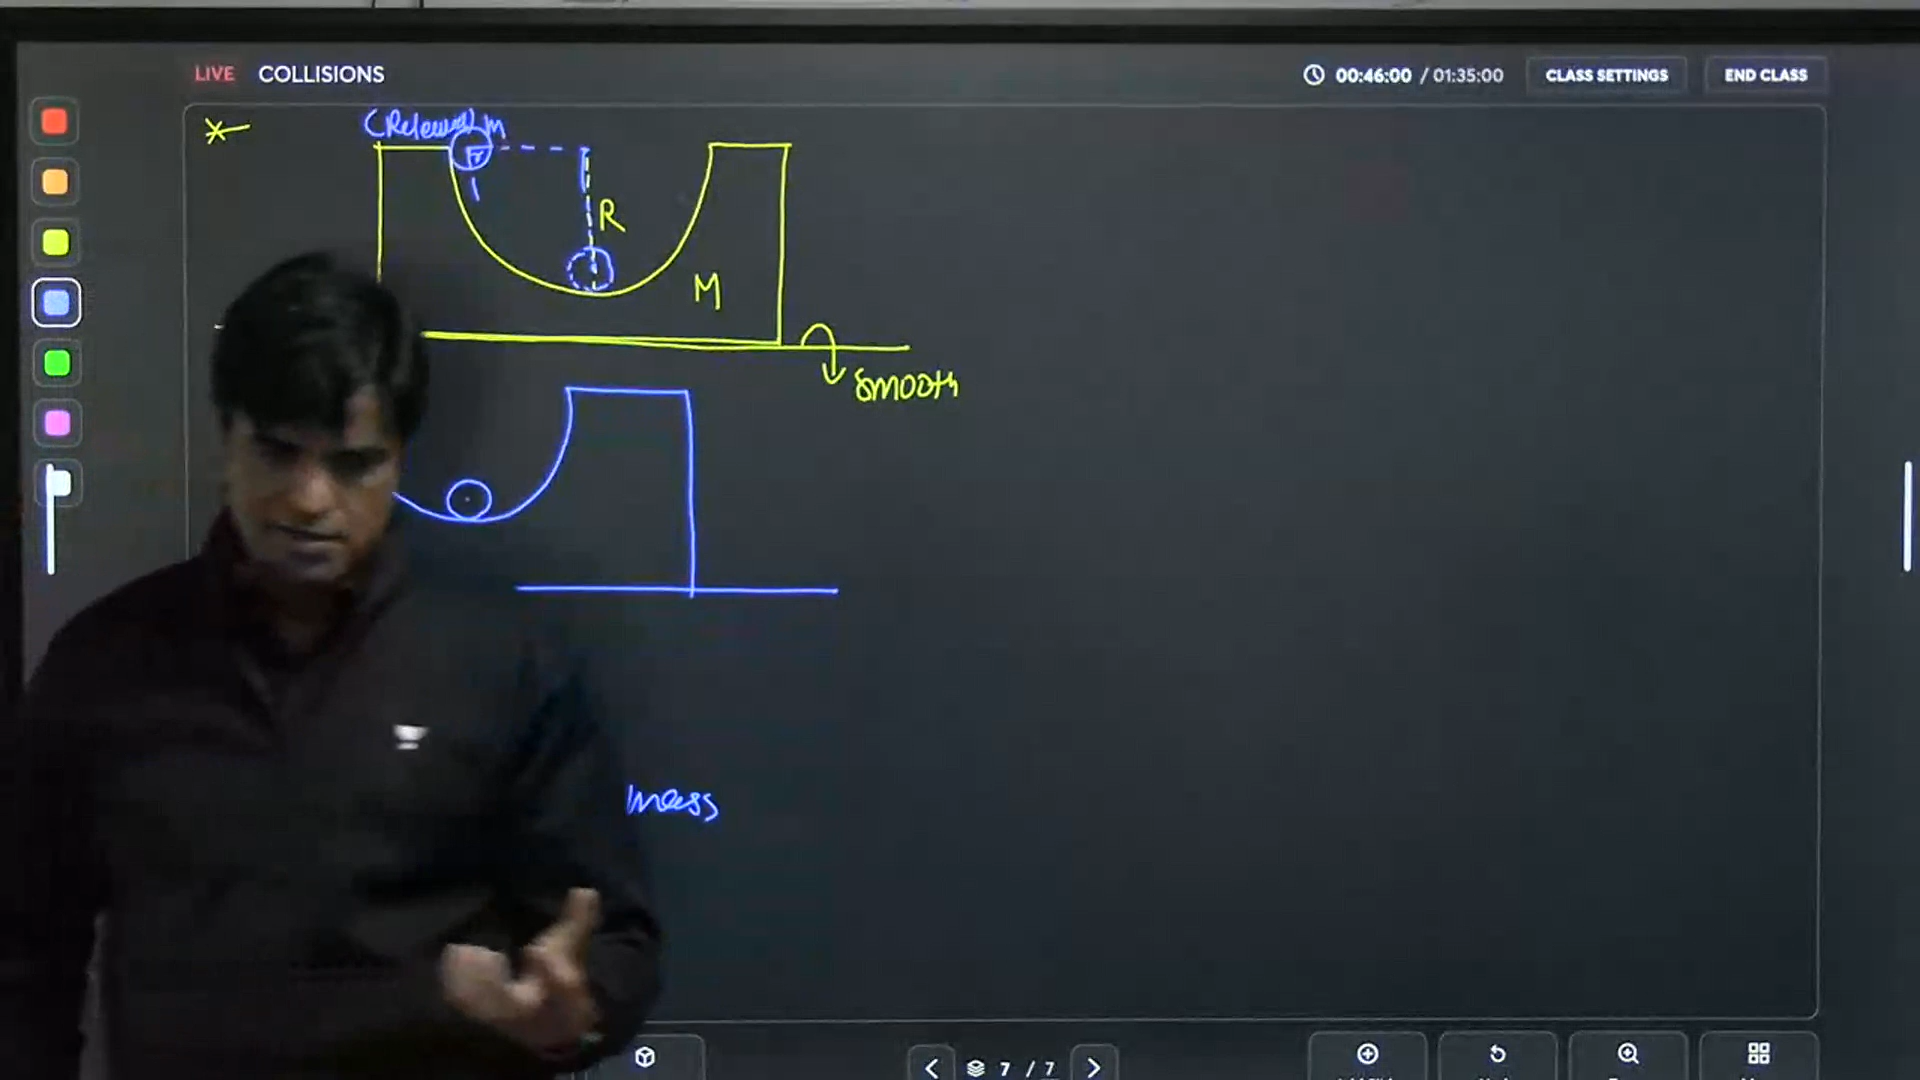 LIVE COLLISIONS 00:46:00 / 01:35:00 CLASS SETTINGS END CLASS
m
R
M
smooth
mass
7 / 7